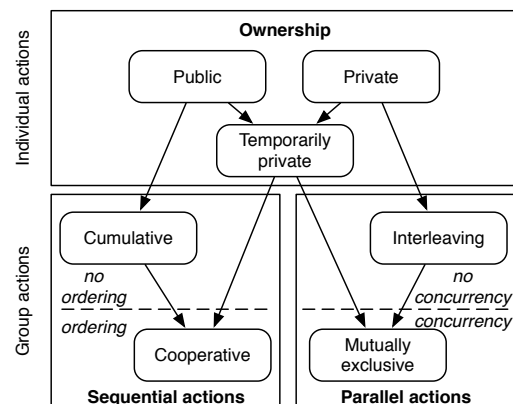 Ownership
Individual actions
Public
Private
Temporarily
private
Group actions
Cumulative
Interleaving
no
ordering
ordering
no
concurrency
concurrency
Cooperative
Mutually
exclusive
Sequential actions
Parallel actions